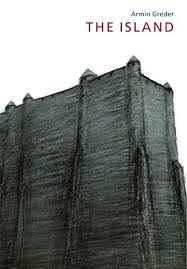 Armin Greder
THE ISLAND